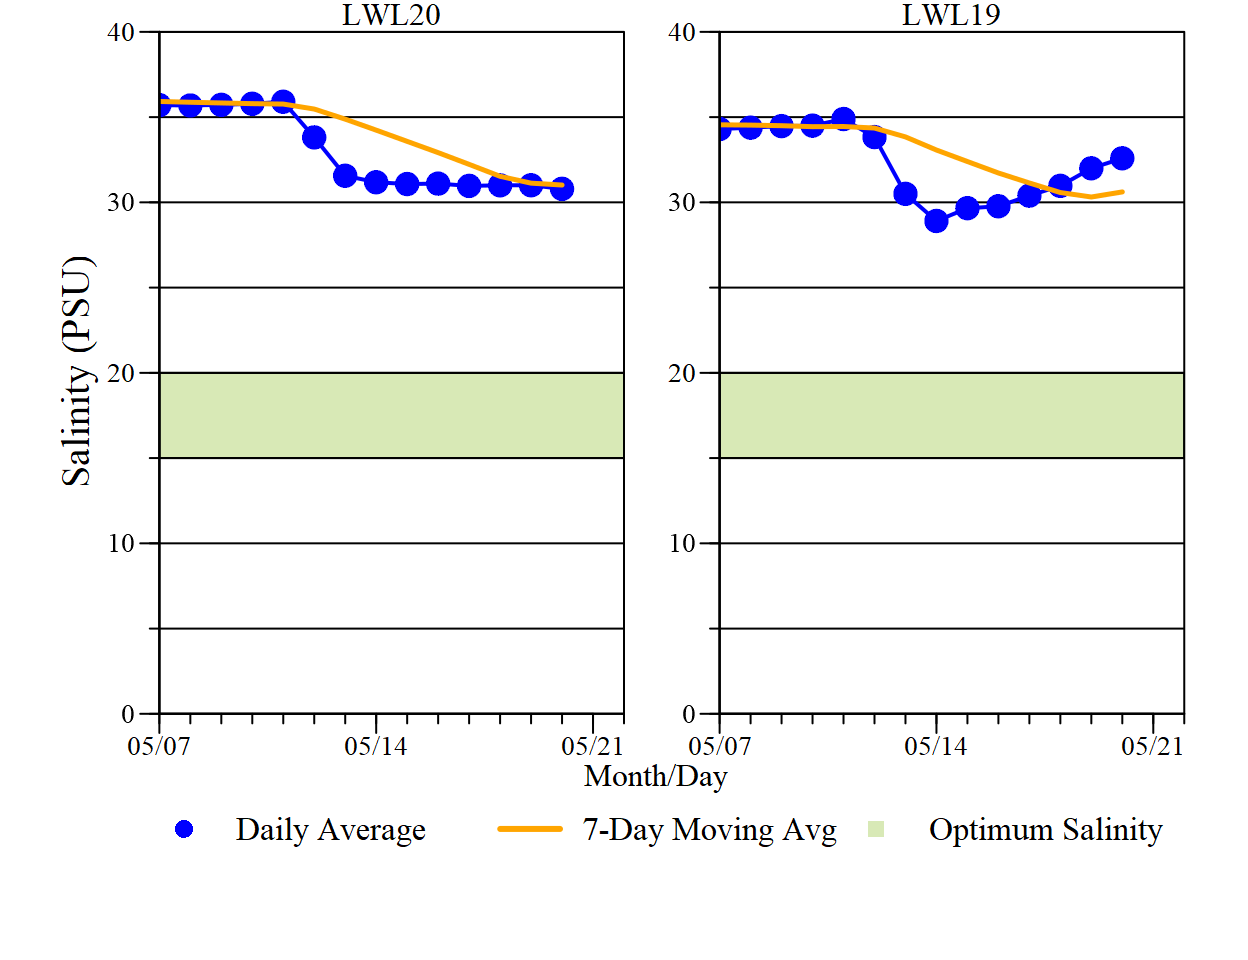 LWL20 LWL19
40 40
30 30
20 20
10 10
0 0
Salinity (PSU)
05/07 05/14 05/21 05/07 05/14 05/21
Month/Day
Daily Average 7-Day Moving Avg Optimum Salinity